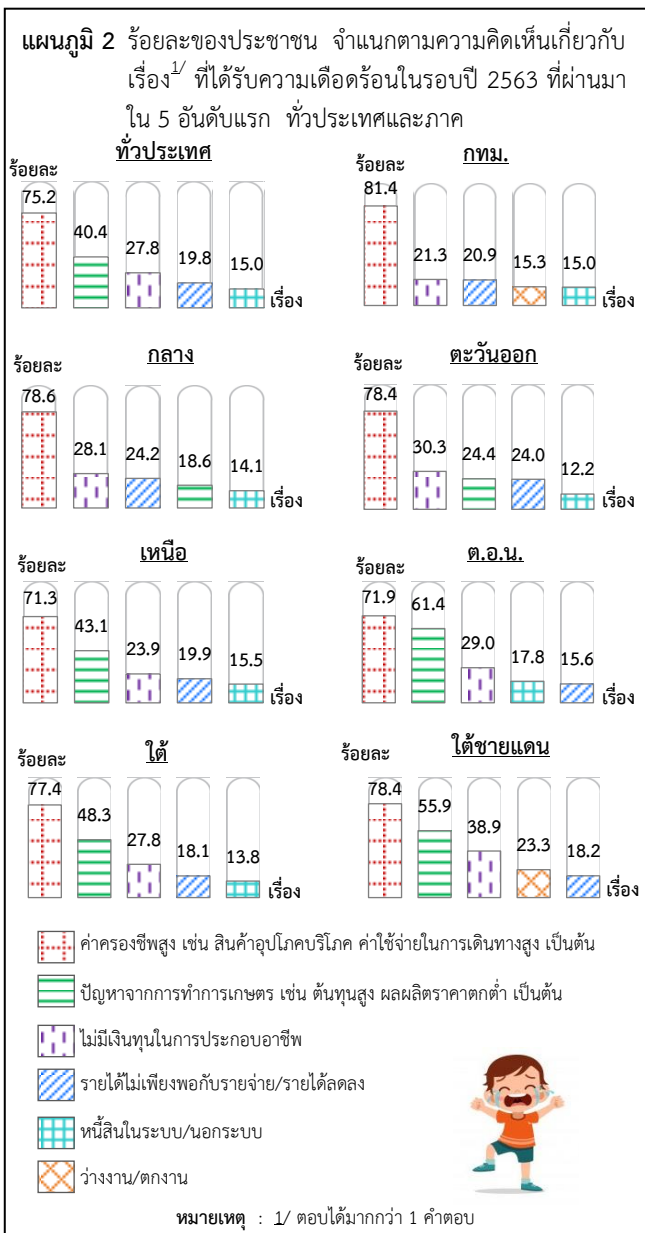 แผนภูมิ 2 ร้อยละของประชาชน จำแนกตามความคิดเห็นเกี่ยวกับ
เรื่อง1/ ที่ได้รับความเดือดร้อนในรอบปี 2563 ที่ผ่านมา
ใน 5 อันดับแรก ทั่วประเทศและภาค
ทั่วประเทศ
ร้อยละ
75.2
40.4
27.8
19.8
15.0
เรื่อง
กทม.
ร้อยละ
81.4
21.3
20.9
15.3
15.0
เรื่อง
กลาง
ร้อยละ
78.6
28.1
24.2
18.6
14.1
เรื่อง
ตะวันออก
ร้อยละ
78.4
30.3
24.4
24.0
12.2
เรื่อง
เหนือ
ร้อยละ
71.3
43.1
23.9
19.9
15.5
เรื่อง
ต.อ.น.
ร้อยละ
71.9
61.4
29.0
17.8
15.6
เรื่อง
ใต้
ร้อยละ
77.4
48.3
27.8
18.1
13.8
เรื่อง
ใต้ชายแดน
ร้อยละ
78.4
55.9
38.9
23.3
18.2
เรื่อง
ค่าครองชีพสูง เช่น สินค้าอุปโภคบริโภค ค่าใช้จ่ายในการเดินทางสูง เป็นต้น
ปัญหาจากการทำการเกษตร เช่น ต้นทุนสูง ผลผลิตราคาตกต่ำ เป็นต้น
ไม่มีเงินทุนในการประกอบอาชีพ
รายได้ไม่เพียงพอกับรายจ่าย/รายได้ลดลง
หนี้สินในระบบ/นอกระบบ
ว่างงาน/ตกงาน
หมายเหตุ : 1/ ตอบได้มากกว่า 1 คำตอบ